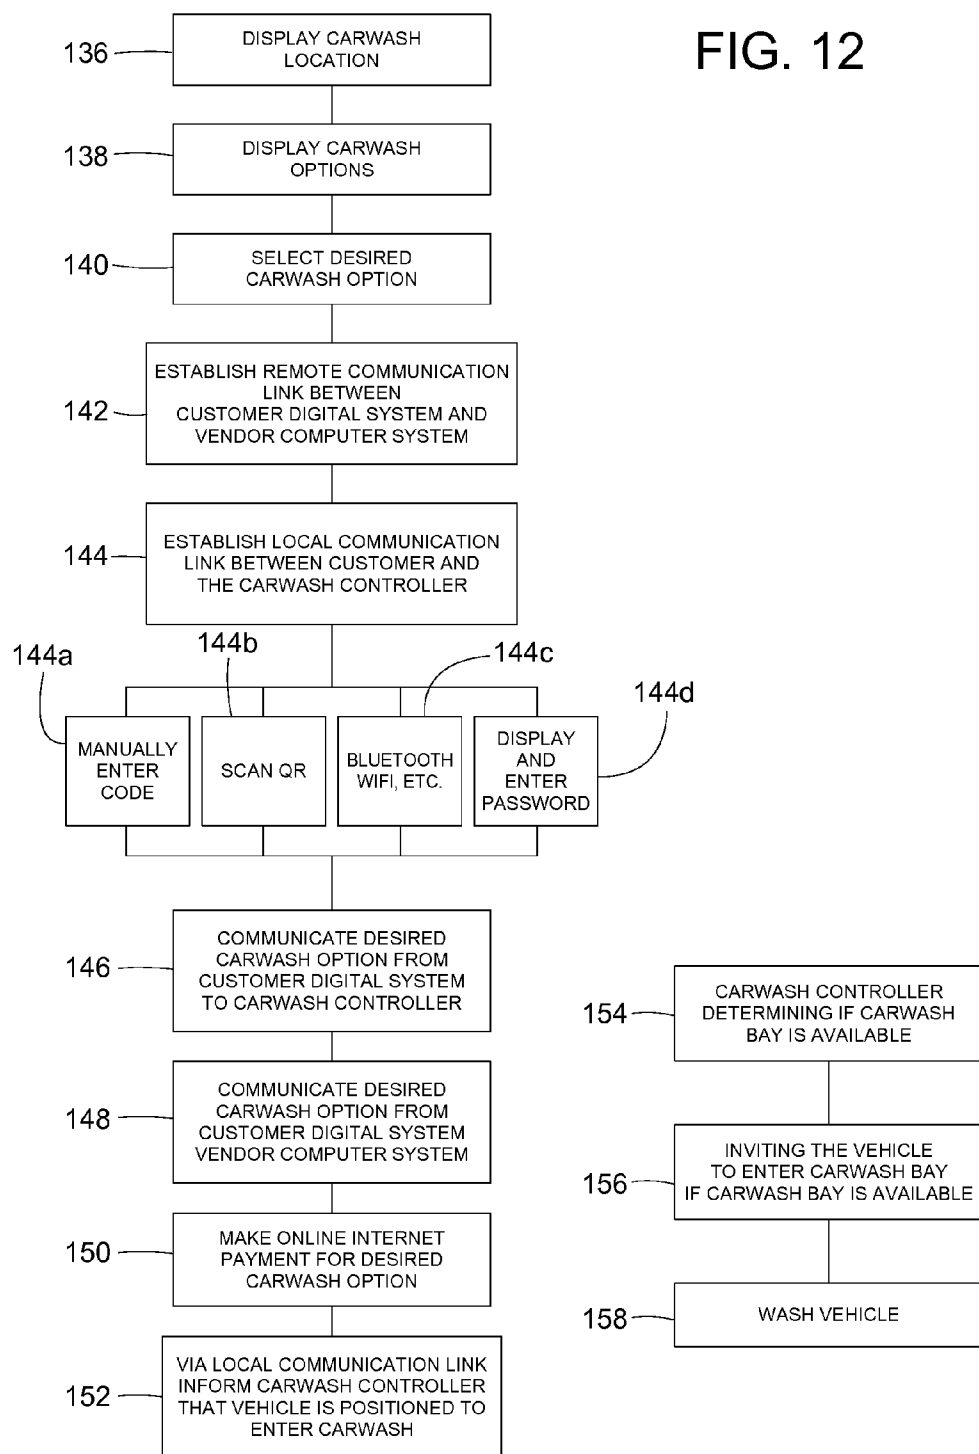 FIG. 12
136
DISPLAY CARWASH
LOCATION
138
DISPLAY CARWASH
OPTIONS
140
SELECT DESIRED
CARWASH OPTION
142
ESTABLISH REMOTE COMMUNICATION
LINK BETWEEN
CUSTOMER DIGITAL SYSTEM AND
VENDOR COMPUTER SYSTEM
144
ESTABLISH LOCAL COMMUNICATION
LINK BETWEEN CUSTOMER AND
THE CARWASH CONTROLLER
144a
MANUALLY
ENTER
CODE
144b
SCAN QR
144c
BLUETOOTH
WIFI, ETC.
144d
DISPLAY
AND
ENTER
PASSWORD
146
COMMUNICATE DESIRED
CARWASH OPTION FROM
CUSTOMER DIGITAL SYSTEM
TO CARWASH CONTROLLER
148
COMMUNICATE DESIRED
CARWASH OPTION FROM
CUSTOMER DIGITAL SYSTEM
VENDOR COMPUTER SYSTEM
150
MAKE ONLINE INTERNET
PAYMENT FOR DESIRED
CARWASH OPTION
152
VIA LOCAL COMMUNICATION LINK
INFORM CARWASH CONTROLLER
THAT VEHICLE IS POSITIONED TO
ENTER CARWASH
154
CARWASH CONTROLLER
DETERMINING IF CARWASH
BAY IS AVAILABLE
156
INVITING THE VEHICLE
TO ENTER CARWASH BAY
IF CARWASH BAY IS AVAILABLE
158
WASH VEHICLE